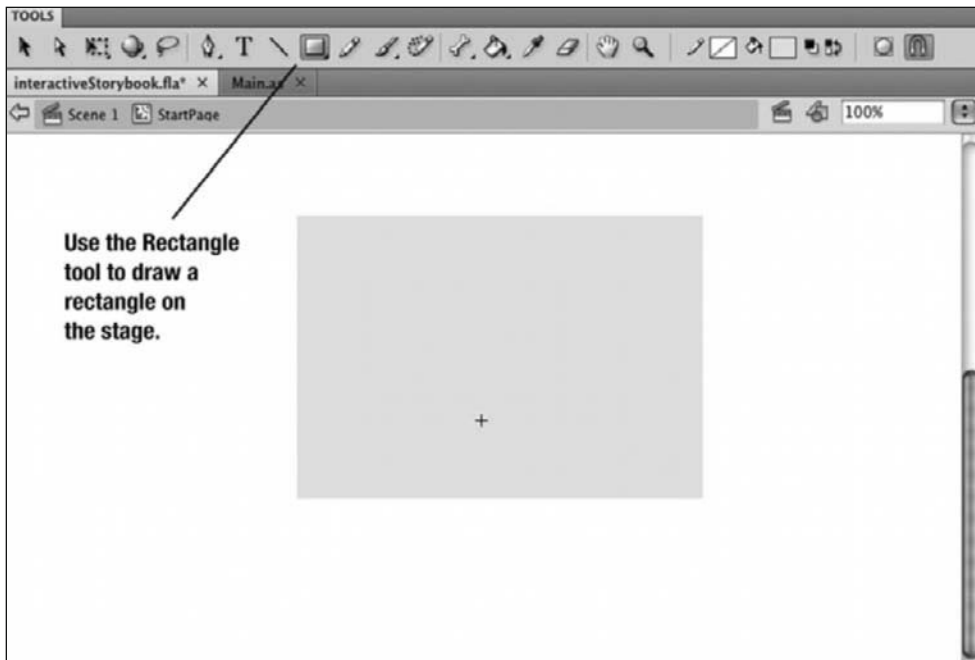 TOOLS
T
interactiveStorybook.fla* × Main.as ×
Scene 1 StartPage 100%
Use the Rectangle
tool to draw a
rectangle on
the stage.